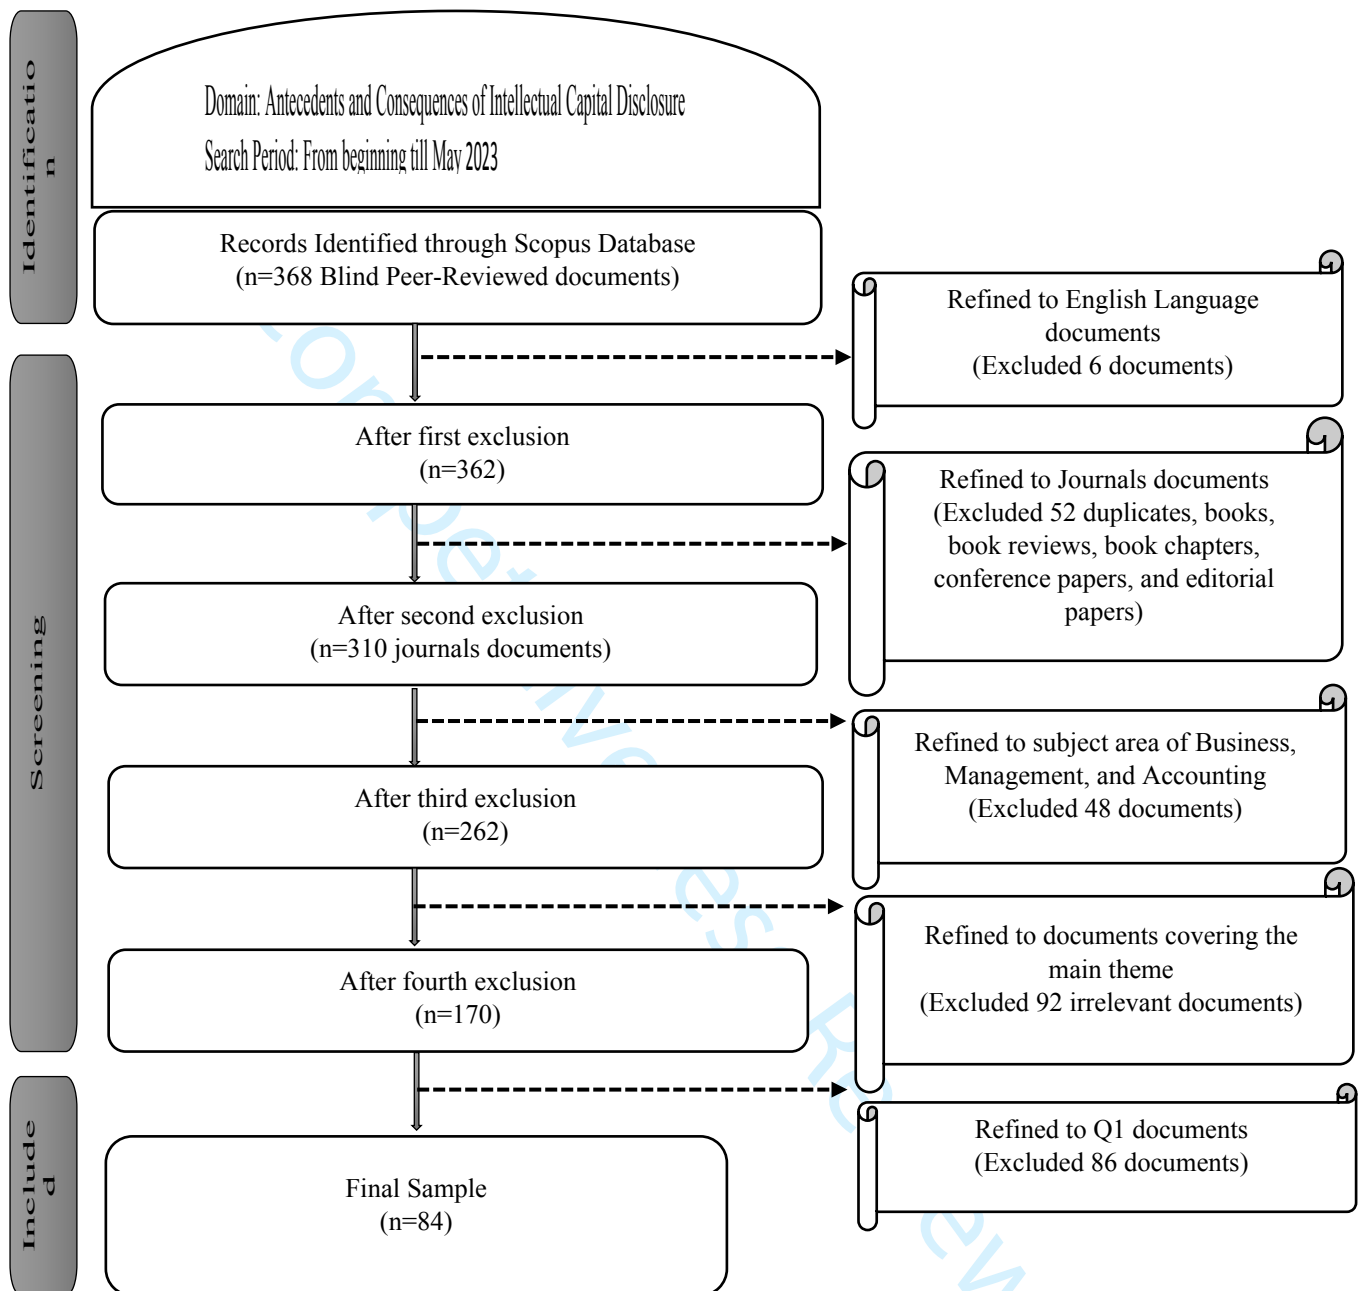 Identificatio
n
Domain: Antecedents and Consequences of Intellectual Capital Disclosure
Search Period: From beginning till May 2023
Records Identified through Scopus Database
(n=368 Blind Peer-Reviewed documents)
Refined to English Language
documents
(Excluded 6 documents)
Screening
After first exclusion
(n=362)
Refined to Journals documents
(Excluded 52 duplicates, books,
book reviews, book chapters,
conference papers, and editorial
papers)
After second exclusion
(n=310 journals documents)
Refined to subject area of Business,
Management, and Accounting
(Excluded 48 documents)
After third exclusion
(n=262)
Refined to documents covering the
main theme
(Excluded 92 irrelevant documents)
After fourth exclusion
(n=170)
Include
d
Refined to Q1 documents
(Excluded 86 documents)
Final Sample
(n=84)